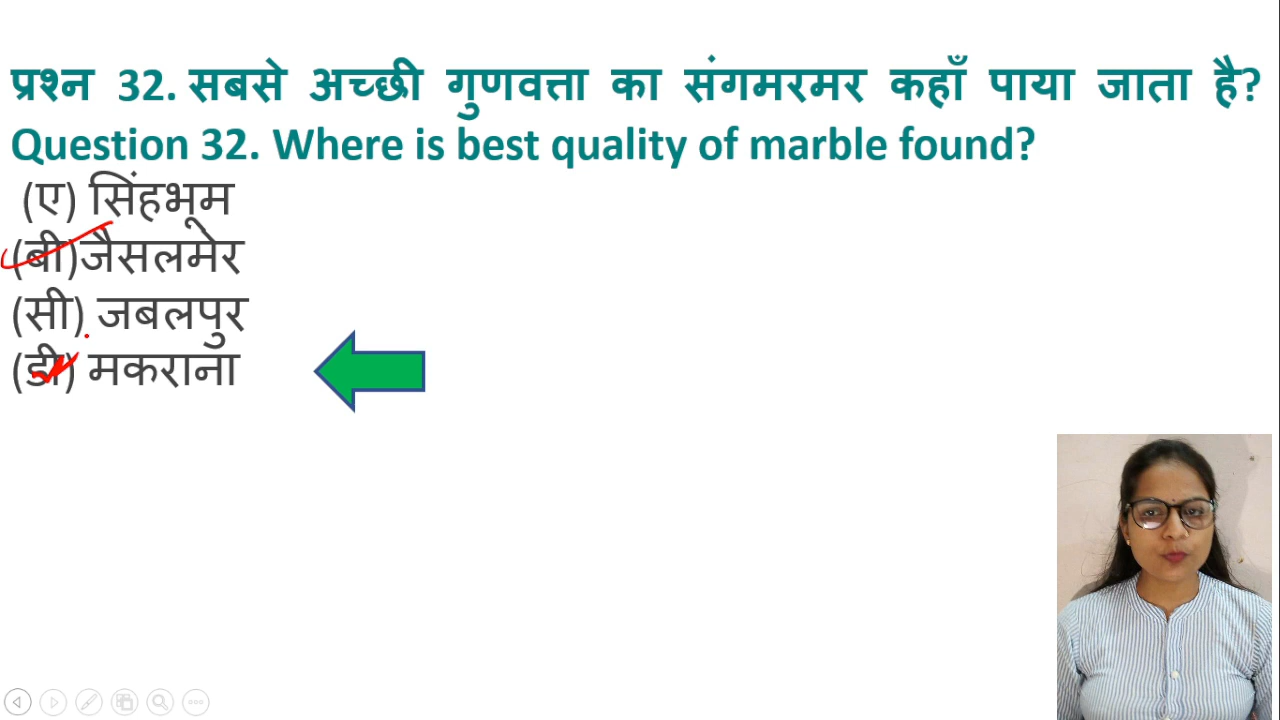 प्रश्न 32. सबसे अच्छी गुणवत्ता का संगमरमर कहाँ पाया जाता है?
Question 32. Where is best quality of marble found?
(ए) सिंहभूम
(बी)जैसलमेर
(सी) जबलपुर
(डी) मकराना